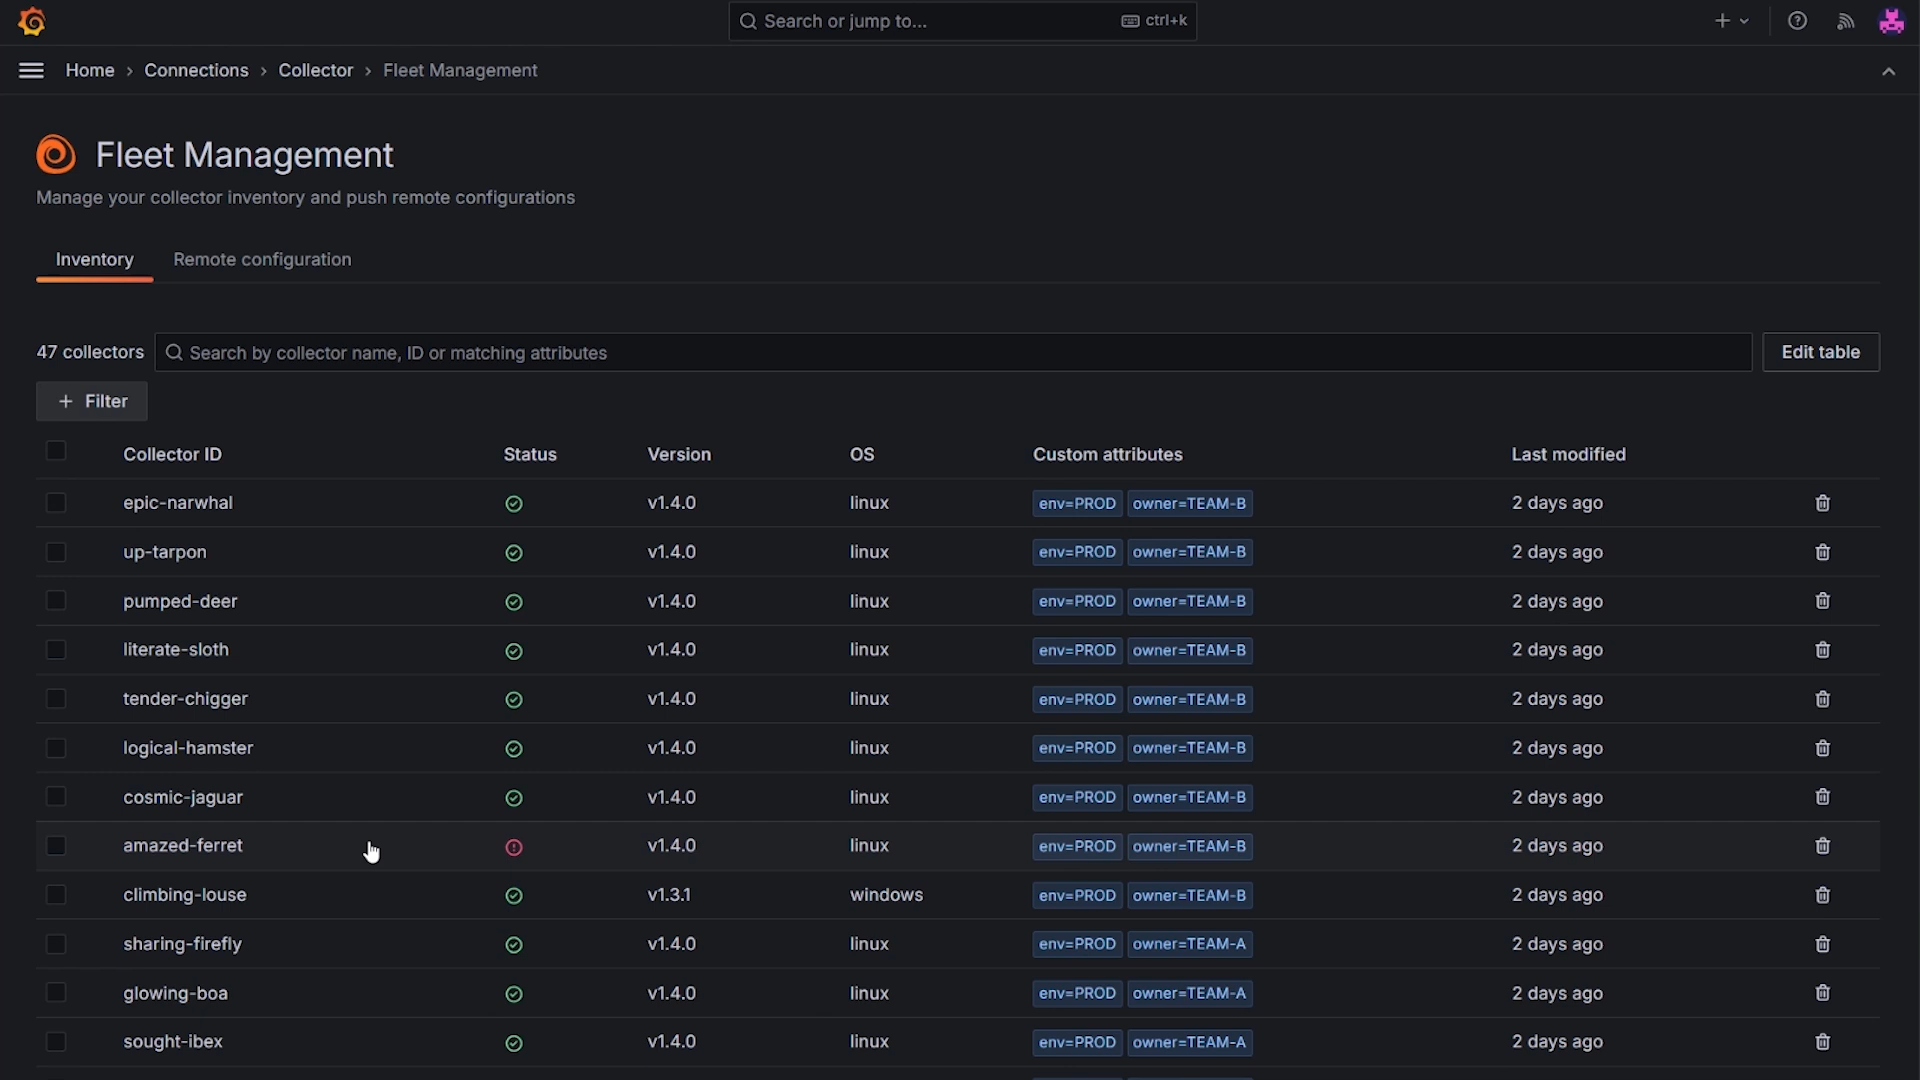 Search or jump to... ctrl+k
Home › Connections › Collector › Fleet Management
Fleet Management
Manage your collector inventory and push remote configurations
Inventory Remote configuration
47 collectors Search by collector name, ID or matching attributes Edit table
+ Filter
Collector ID Status Version OS Custom attributes Last modified
epic-narwhal v1.4.0 linux env=PROD owner=TEAM-B 2 days ago
up-tarpon v1.4.0 linux env=PROD owner=TEAM-B 2 days ago
pumped-deer v1.4.0 linux env=PROD owner=TEAM-B 2 days ago
literate-sloth v1.4.0 linux env=PROD owner=TEAM-B 2 days ago
tender-chigger v1.4.0 linux env=PROD owner=TEAM-B 2 days ago
logical-hamster v1.4.0 linux env=PROD owner=TEAM-B 2 days ago
cosmic-jaguar v1.4.0 linux env=PROD owner=TEAM-B 2 days ago
amazed-ferret v1.4.0 linux env=PROD owner=TEAM-B 2 days ago
climbing-louse v1.3.1 windows env=PROD owner=TEAM-B 2 days ago
sharing-firefly v1.4.0 linux env=PROD owner=TEAM-A 2 days ago
glowing-boa v1.4.0 linux env=PROD owner=TEAM-A 2 days ago
sought-ibex v1.4.0 linux env=PROD owner=TEAM-A 2 days ago